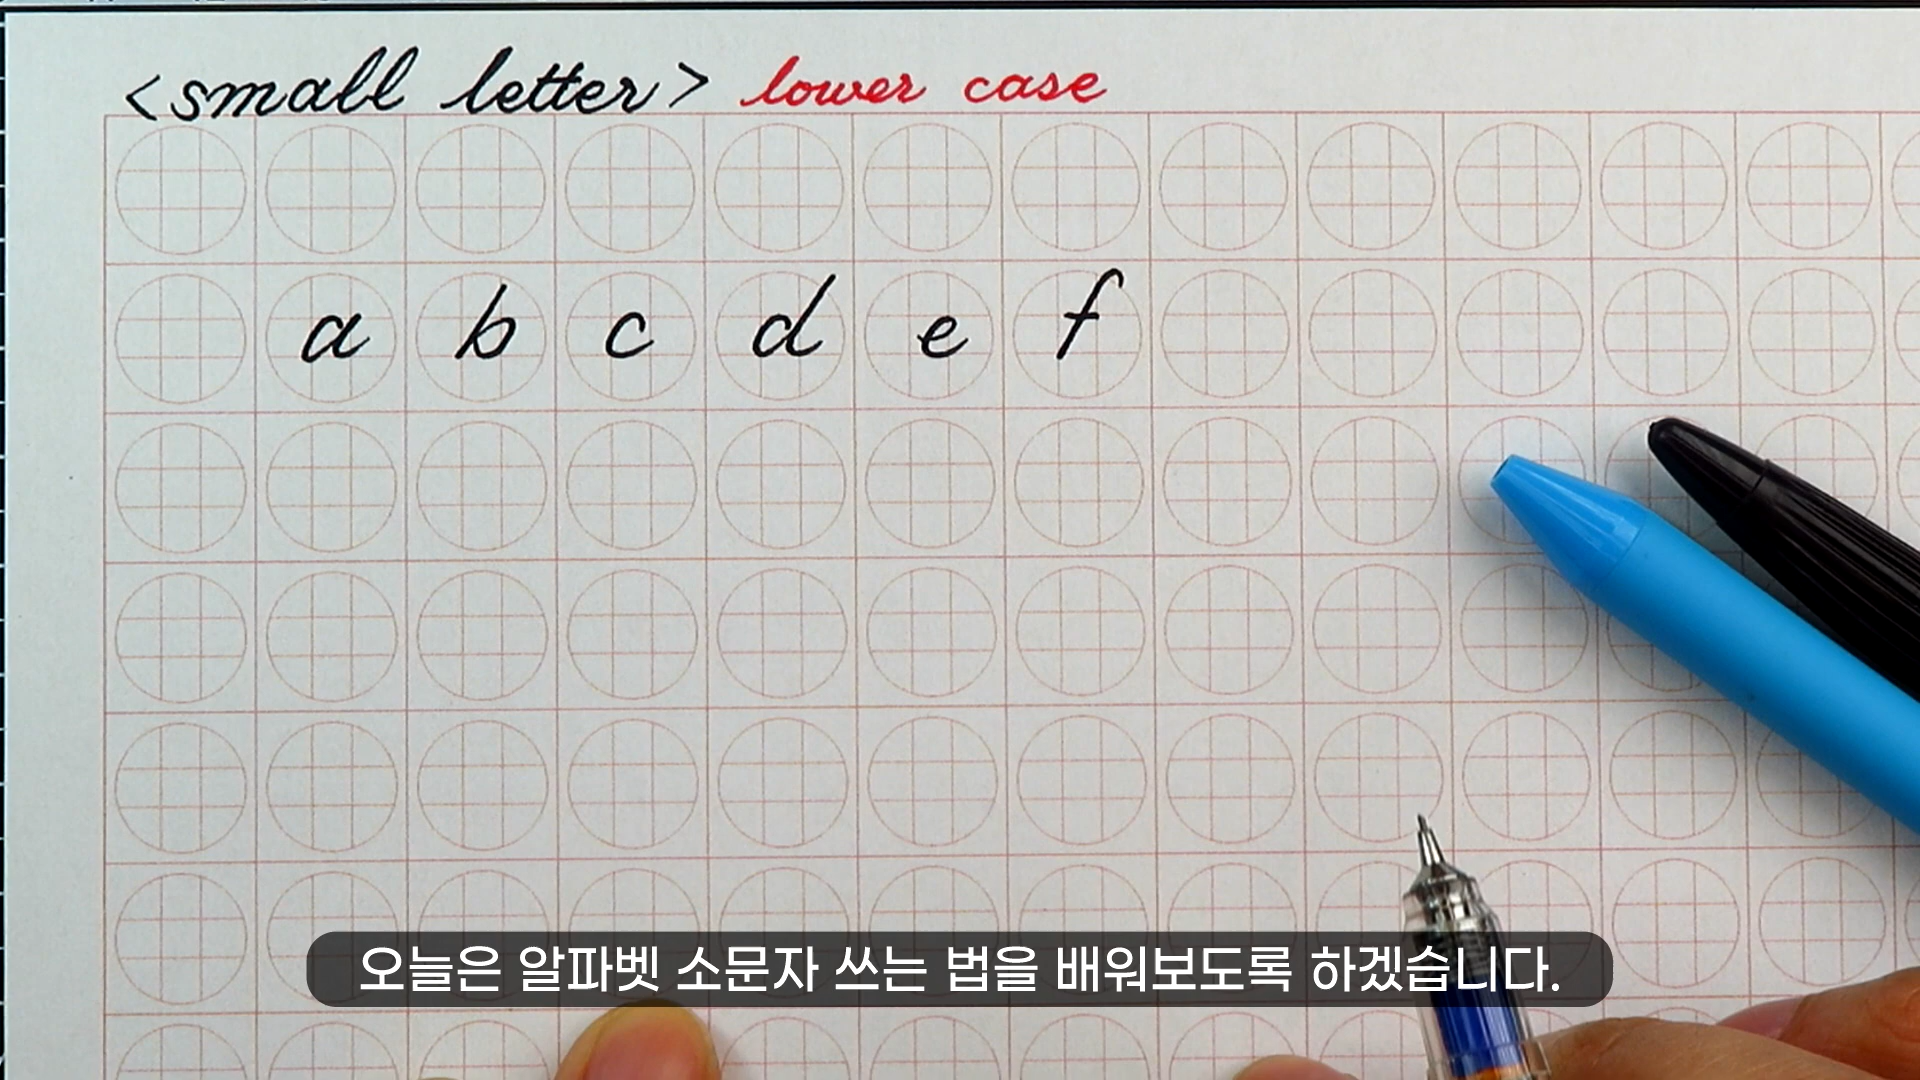 <small letter> lower case
a b c d e f
오늘은 알파벳 소문자 쓰는 법을 배워보도록 하겠습니다.